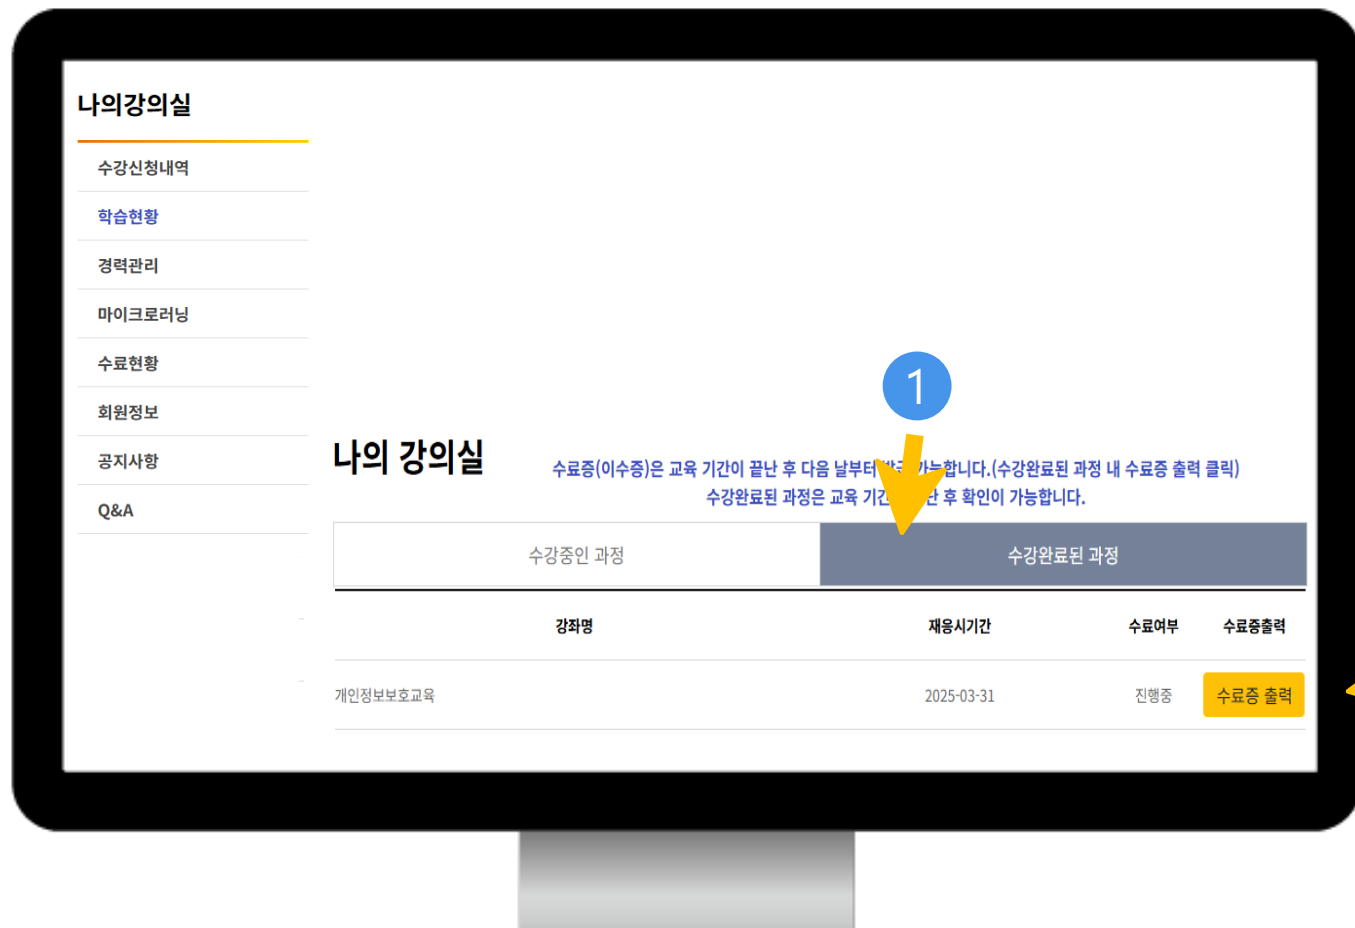 나의강의실
수강신청내역
학습현황
경력관리
마이크로러닝
수료현황
회원정보
공지사항
Q&A
1
나의 강의실
수료증(이수증)은 교육 기간이 끝난 후 다음 날부터 가능합니다.(수강완료된 과정 내 수료증 출력 클릭)
수강완료된 과정은 교육 후 확인이 가능합니다.
수강중인 과정
수강완료된 과정
강좌명 재응시기간 수료여부 수료증출력
개인정보보호교육 2025-03-31 진행중 수료증 출력